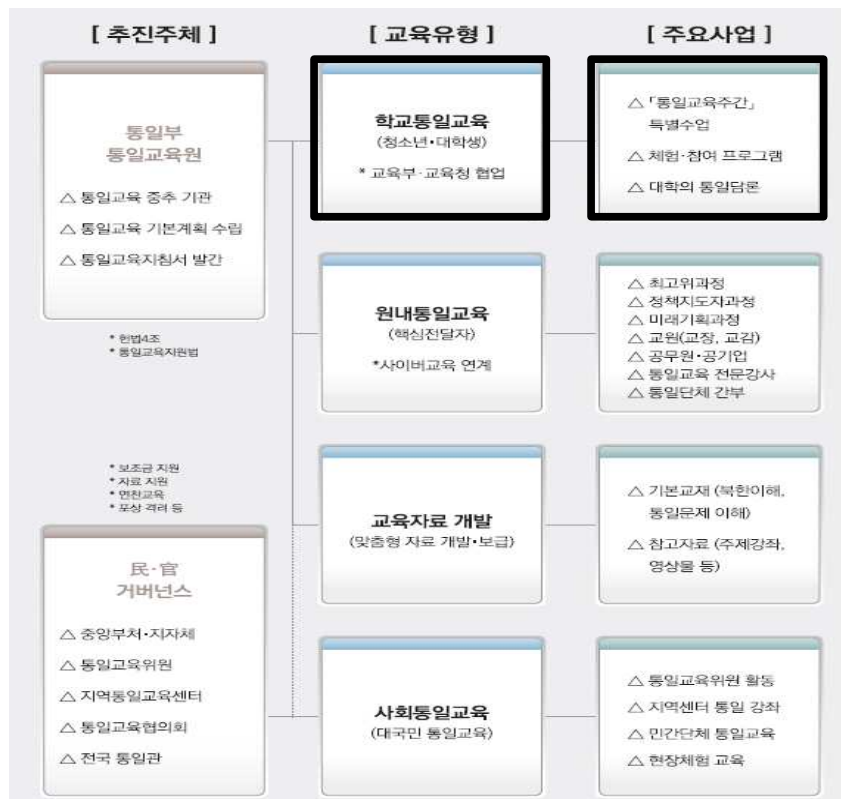 [ 추진주체 ]
[ 교육유형 ]
[ 주요사업 ]
통일부
통일교육원
△ 통일교육 중추 기관
△ 통일교육 기본계획 수립
△ 통일교육지침서 발간
* 헌법4조
* 통일교육지원법
* 보조금 지원
* 자료 지원
* 연찬교육
* 포상 격려 등
民·官
거버넌스
△ 중앙부처·지자체
△ 통일교육위원
△ 지역통일교육센터
△ 통일교육협의회
△ 전국 통일관
학교통일교육
(청소년·대학생)
* 교육부·교육청 협업
△ 「통일교육주간」
특별수업
△ 체험·참여 프로그램
△ 대학의 통일담론
원내통일교육
(핵심전달자)
*사이버교육 연계
△ 최고위과정
△ 정책지도자과정
△ 미래기획과정
△ 교원(교장, 교감)
△ 공무원·공기업
△ 통일교육 전문강사
△ 통일단체 간부
교육자료 개발
(맞춤형 자료 개발·보급)
△ 기본교재 (북한이해,
통일문제 이해)
△ 참고자료 (주제강좌,
영상물 등)
사회통일교육
(대국민 통일교육)
△ 통일교육위원 활동
△ 지역센터 통일 강좌
△ 민간단체 통일교육
△ 현장체험 교육